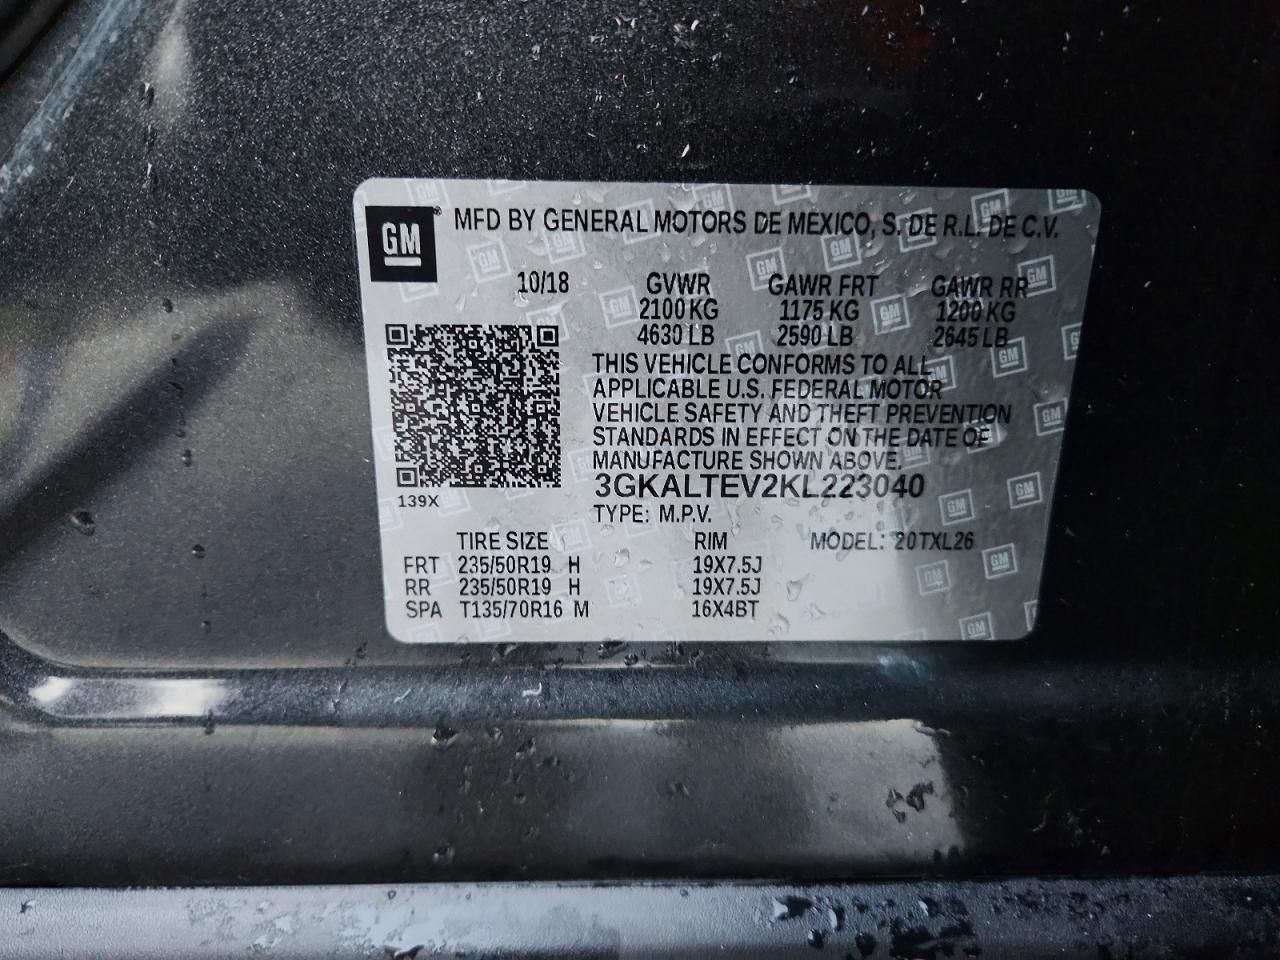 GM MFD BY GENERAL MOTORS DE MEXICO, S. DE R.L. DE C.V.
10/18 GVWR GAWR FRT GAWR RR
2100 KG 1175 KG 1200 KG
4630 LB 2590 LB 2645 LB
THIS VEHICLE CONFORMS TO ALL
APPLICABLE U.S. FEDERAL MOTOR
VEHICLE SAFETY AND THEFT PREVENTION
STANDARDS IN EFFECT ON THE DATE OF
MANUFACTURE SHOWN ABOVE.
3GKALTEV2KL223040
139X
TYPE: M.P.V.
TIRE SIZE RIM MODEL: 20TXL26
FRT 235/50R19 H 19X7.5J
RR 235/50R19 H 19X7.5J
SPA T135/70R16 M 16X4BT